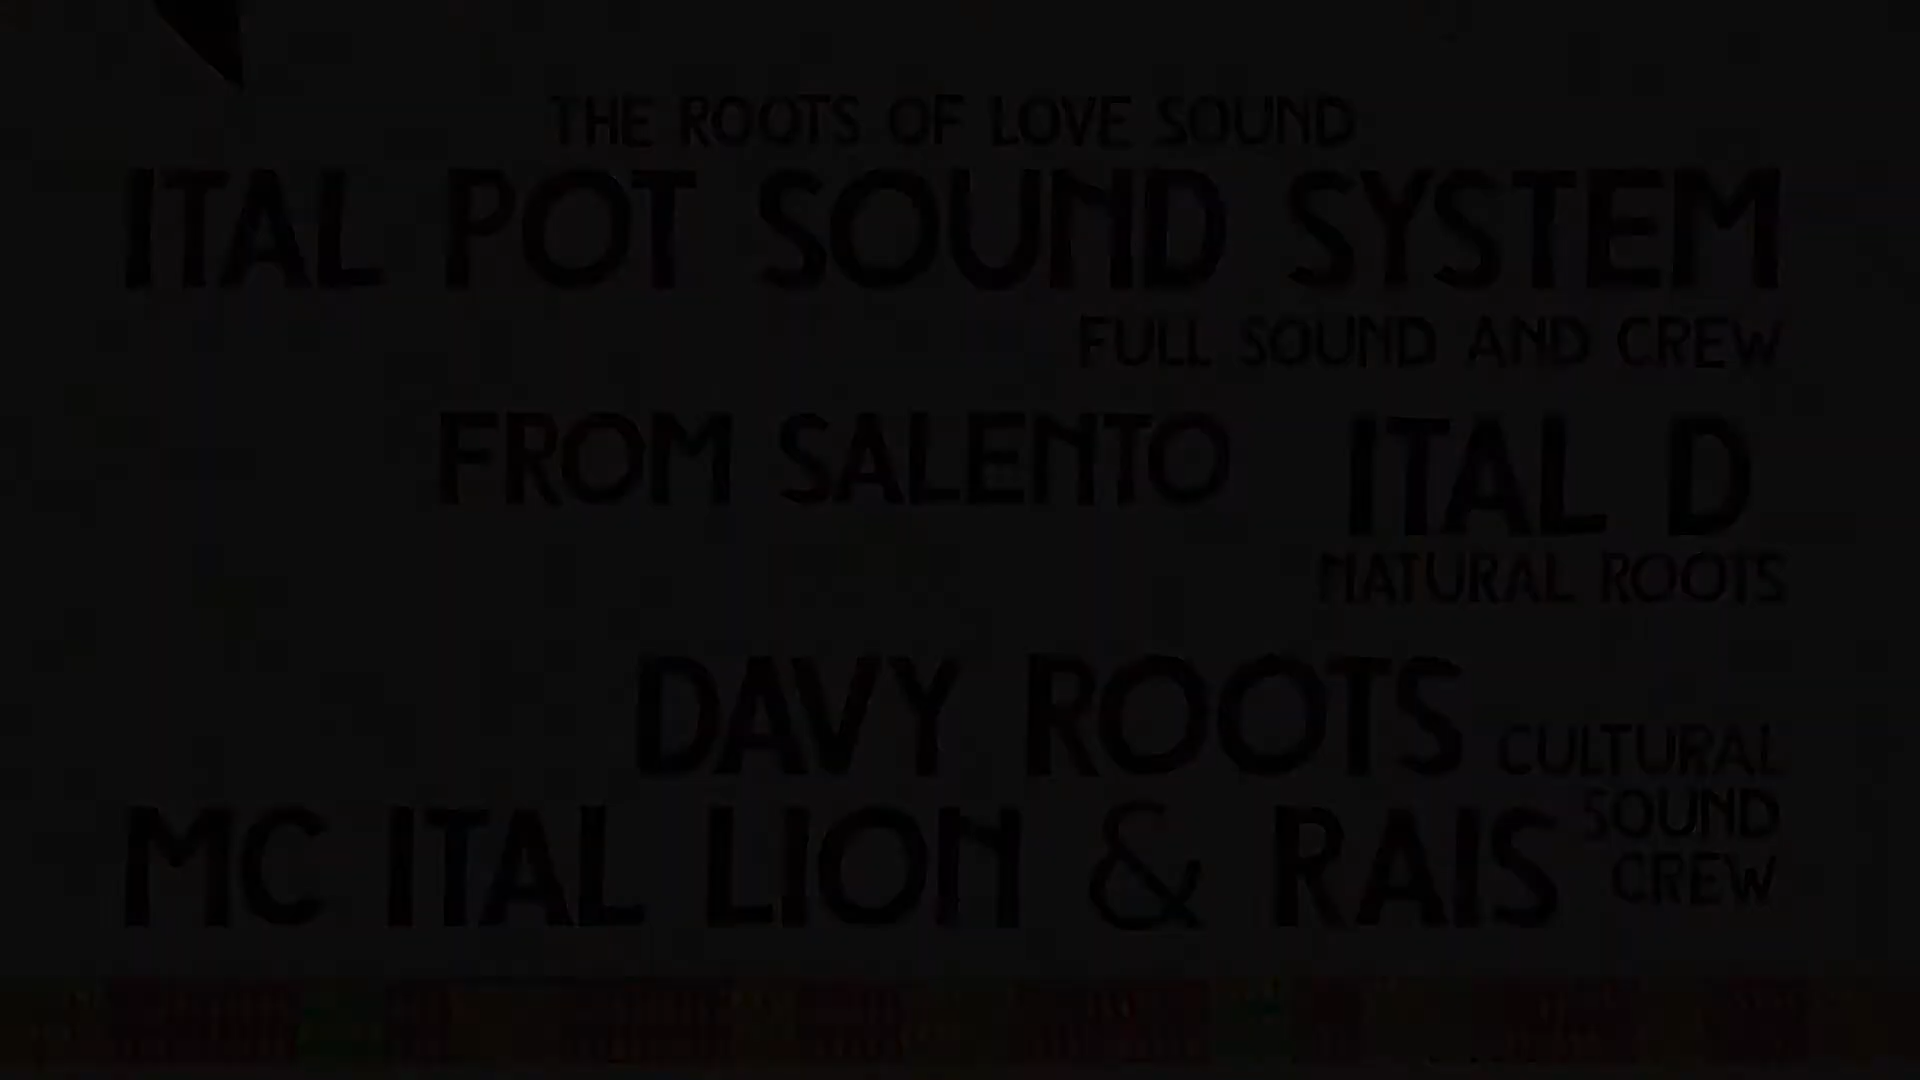 THE ROOTS OF LOVE SOUND
ITAL POT SOUND SYSTEM
FULL SOUND AND CREW
FROM SALENTO
ITAL D
NATURAL ROOTS
DAVY ROOTS
MC ITAL LION & RAIS
CULTURAL
SOUND
CREW